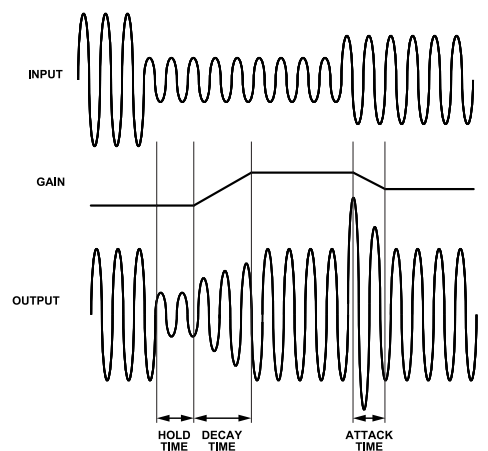 INPUT
GAIN
OUTPUT
HOLD TIME
DECAY TIME
ATTACK TIME